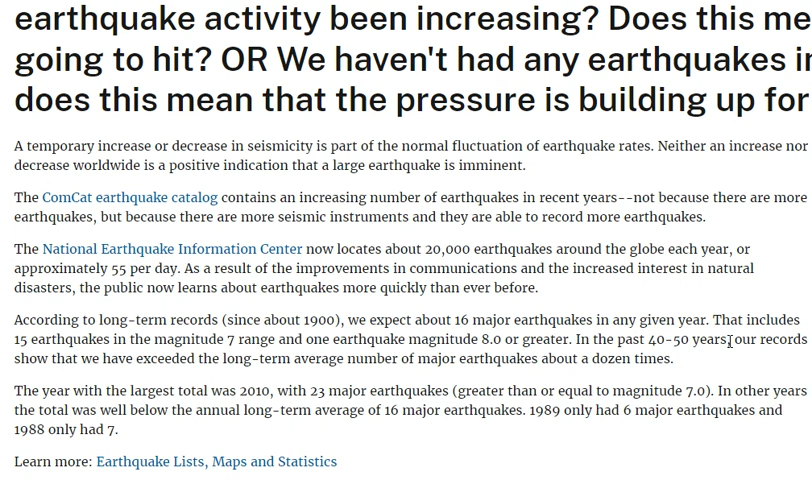 earthquake activity been increasing? Does this me
going to hit? OR We haven't had any earthquakes in
does this mean that the pressure is building up for
A temporary increase or decrease in seismicity is part of the normal fluctuation of earthquake rates. Neither an increase nor
decrease worldwide is a positive indication that a large earthquake is imminent.
The ComCat earthquake catalog contains an increasing number of earthquakes in recent years--not because there are more
earthquakes, but because there are more seismic instruments and they are able to record more earthquakes.
The National Earthquake Information Center now locates about 20,000 earthquakes around the globe each year, or
approximately 55 per day. As a result of the improvements in communications and the increased interest in natural
disasters, the public now learns about earthquakes more quickly than ever before.
According to long-term records (since about 1900), we expect about 16 major earthquakes in any given year. That includes
15 earthquakes in the magnitude 7 range and one earthquake magnitude 8.0 or greater. In the past 40-50 years, our records
show that we have exceeded the long-term average number of major earthquakes about a dozen times.
The year with the largest total was 2010, with 23 major earthquakes (greater than or equal to magnitude 7.0). In other years
the total was well below the annual long-term average of 16 major earthquakes. 1989 only had 6 major earthquakes and
1988 only had 7.
Learn more: Earthquake Lists, Maps and Statistics